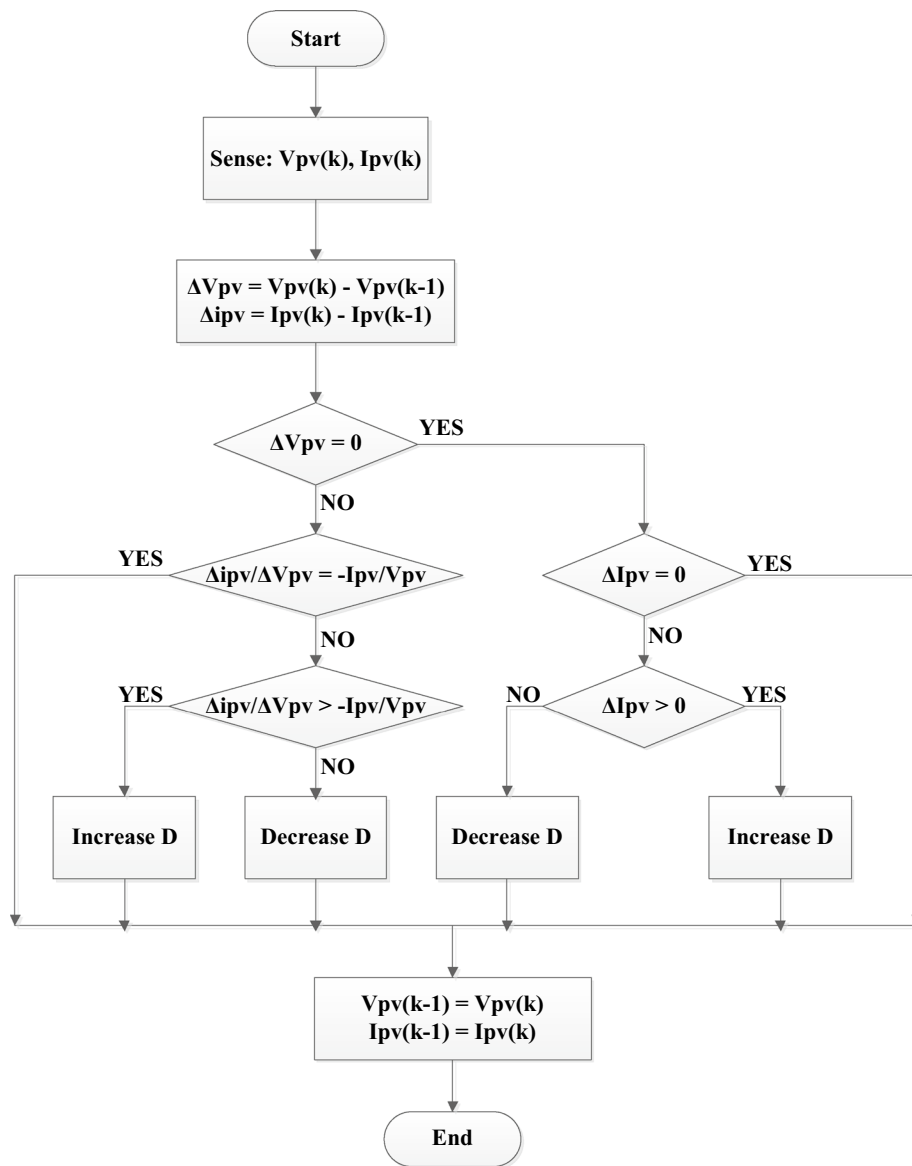 Start
Sense: Vpv(k), Ipv(k)
ΔVpv = Vpv(k) - Vpv(k-1)
Δipv = Ipv(k) - Ipv(k-1)
ΔVpv = 0
YES
NO
YES
Δipv/ΔVpv = -Ipv/Vpv
ΔIpv = 0
YES
NO
NO
YES
Δipv/ΔVpv > -Ipv/Vpv
NO
ΔIpv > 0
YES
NO
Increase D
Decrease D
Decrease D
Increase D
Vpv(k-1) = Vpv(k)
Ipv(k-1) = Ipv(k)
End